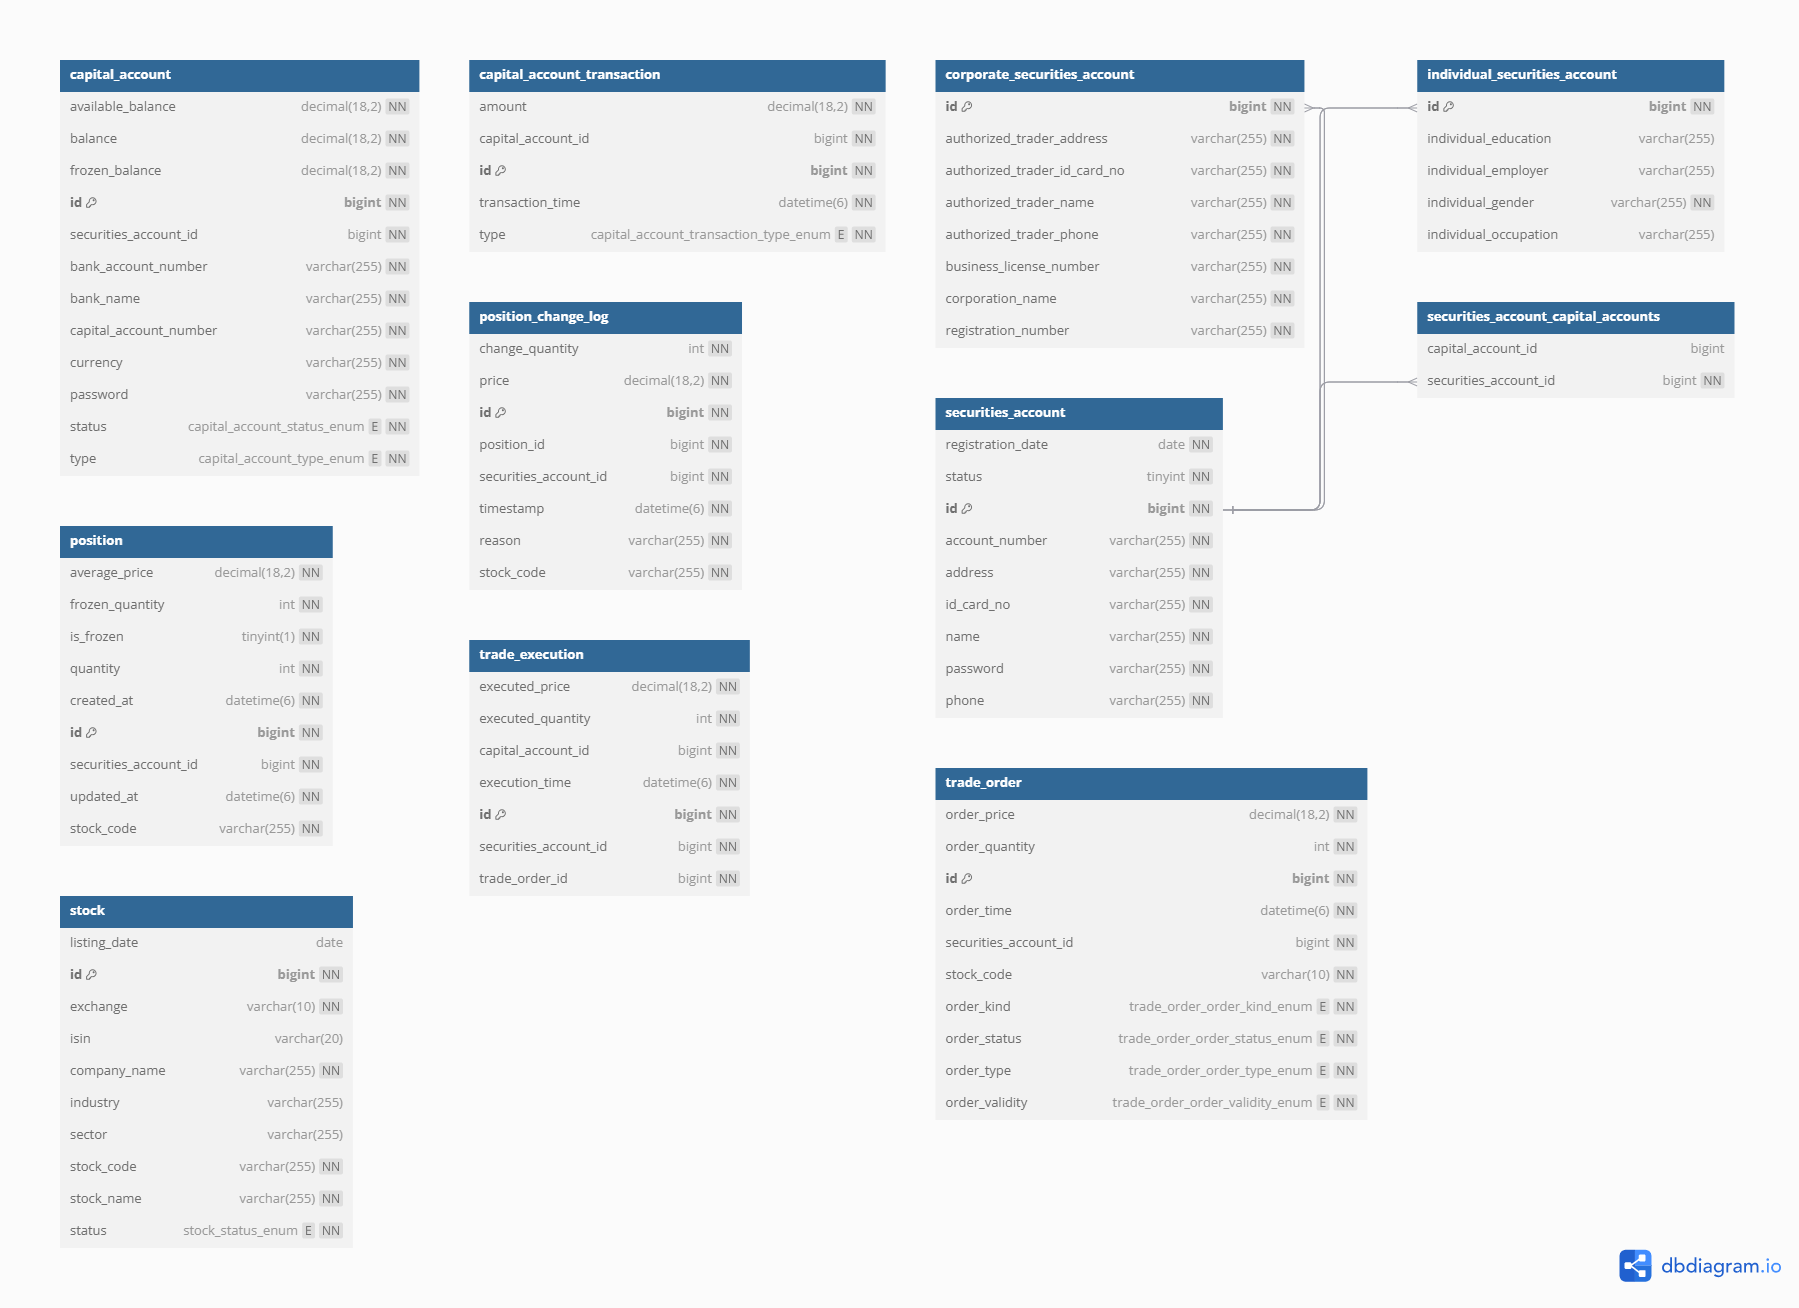 capital_account
available_balance decimal(18,2) NN
balance decimal(18,2) NN
frozen_balance decimal(18,2) NN
id bigint NN
securities_account_id bigint NN
bank_account_number varchar(255) NN
bank_name varchar(255) NN
capital_account_number varchar(255) NN
currency varchar(255) NN
password varchar(255) NN
status capital_account_status_enum E NN
type capital_account_type_enum E NN
position
average_price decimal(18,2) NN
frozen_quantity int NN
is_frozen tinyint(1) NN
quantity int NN
created_at datetime(6) NN
id bigint NN
securities_account_id bigint NN
updated_at datetime(6) NN
stock_code varchar(255) NN
stock
listing_date date
id bigint NN
exchange varchar(10) NN
isin varchar(20)
company_name varchar(255) NN
industry varchar(255)
sector varchar(255)
stock_code varchar(255) NN
stock_name varchar(255) NN
status stock_status_enum E NN
capital_account_transaction
amount decimal(18,2) NN
capital_account_id bigint NN
id bigint NN
transaction_time datetime(6) NN
type capital_account_transaction_type_enum E NN
position_change_log
change_quantity int NN
price decimal(18,2) NN
id bigint NN
position_id bigint NN
securities_account_id bigint NN
timestamp datetime(6) NN
reason varchar(255) NN
stock_code varchar(255) NN
trade_execution
executed_price decimal(18,2) NN
executed_quantity int NN
capital_account_id bigint NN
execution_time datetime(6) NN
id bigint NN
securities_account_id bigint NN
trade_order_id bigint NN
corporate_securities_account
id bigint NN
authorized_trader_address varchar(255) NN
authorized_trader_id_card_no varchar(255) NN
authorized_trader_name varchar(255) NN
authorized_trader_phone varchar(255) NN
business_license_number varchar(255) NN
corporation_name varchar(255) NN
registration_number varchar(255) NN
securities_account
registration_date date NN
status tinyint NN
id bigint NN
account_number varchar(255) NN
address varchar(255) NN
id_card_no varchar(255) NN
name varchar(255) NN
password varchar(255) NN
phone varchar(255) NN
trade_order
order_price decimal(18,2) NN
order_quantity int NN
id bigint NN
order_time datetime(6) NN
securities_account_id bigint NN
stock_code varchar(10) NN
order_kind trade_order_order_kind_enum E NN
order_status trade_order_order_status_enum E NN
order_type trade_order_order_type_enum E NN
order_validity trade_order_order_validity_enum E NN
individual_securities_account
id bigint NN
individual_education varchar(255)
individual_employer varchar(255)
individual_gender varchar(255) NN
individual_occupation varchar(255)
securities_account_capital_accounts
capital_account_id bigint
securities_account_id bigint NN
dbdiagram.io